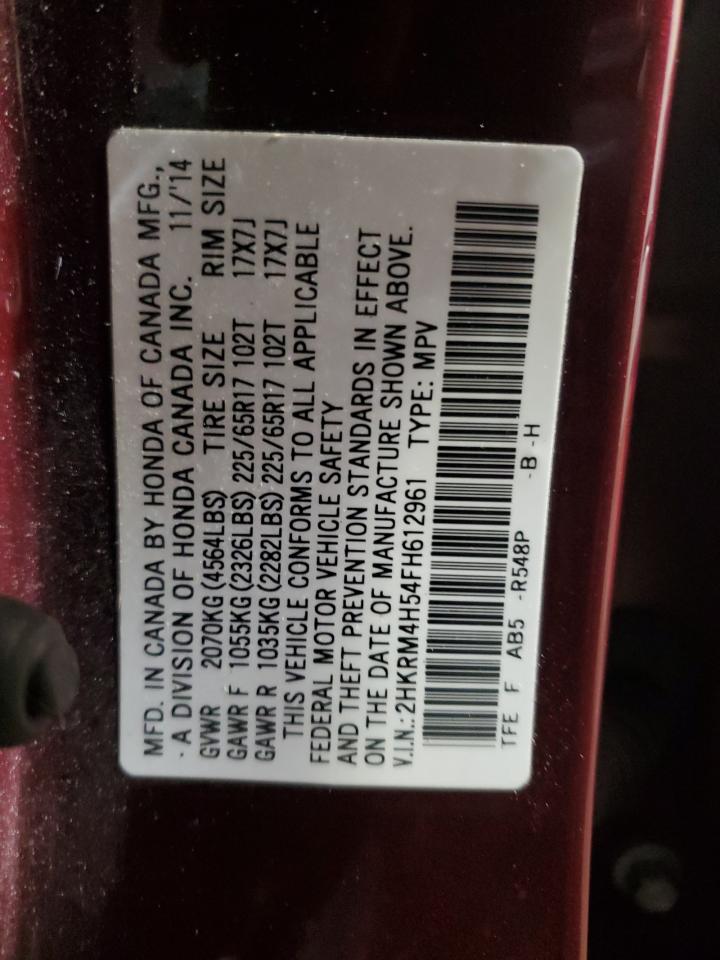 MFD. IN CANADA BY HONDA OF CANADA MFG.,
A DIVISION OF HONDA CANADA INC. 11/'14
GVWR 2070KG (4564LBS) TIRE SIZE RIM SIZE
GAWR F 1055KG (2326LBS) 225/65R17 102T 17X7J
GAWR R 1035KG (2282LBS) 225/65R17 102T 17X7J
THIS VEHICLE CONFORMS TO ALL APPLICABLE
FEDERAL MOTOR VEHICLE SAFETY
AND THEFT PREVENTION STANDARDS IN EFFECT
ON THE DATE OF MANUFACTURE SHOWN ABOVE.
V.I.N.: 2HKRM4H54FH612961 TYPE: MPV
TFE F AB5 -R548P -B -H